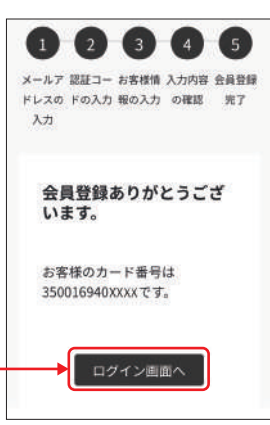 1 2 3 4 5
メールア 認証コー お客様情 入力内容 会員登録
ドレスの ドの入力 報の入力 の確認 完了
入力
会員登録ありがとうござ
います。
お客様のカード番号は
350016940XXXXです。
ログイン画面へ